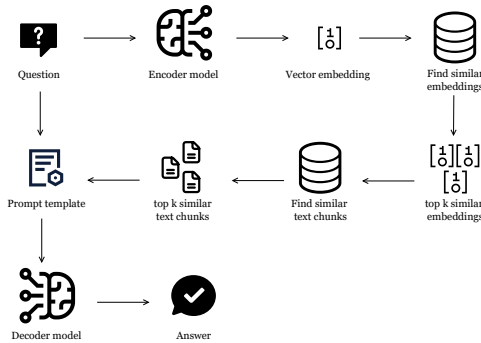 Question
Encoder model
Vector embedding
Find similar
embeddings
Prompt template
top k similar
text chunks
Find similar
text chunks
top k similar
embeddings
Decoder model
Answer